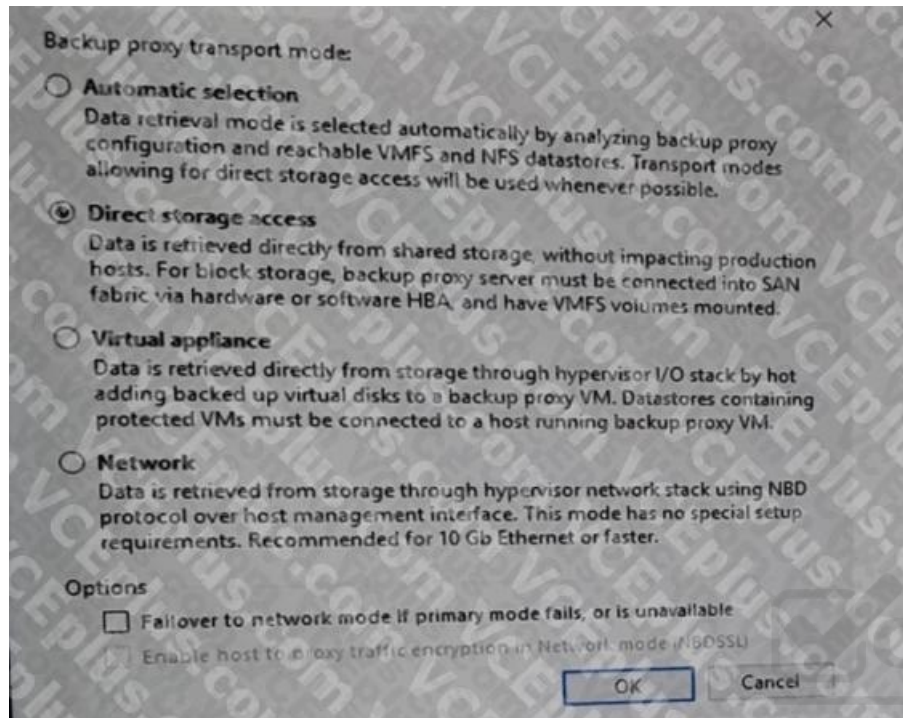 Backup proxy transport mode:
Automatic selection
Data retrieval mode is selected automatically by analyzing backup proxy
configuration and reachable VMFS and NFS datastores. Transport modes
allowing for direct storage access will be used whenever possible.
Direct storage access
Data is retrieved directly from shared storage, without impacting production
hosts. For block storage, backup proxy server must be connected into SAN
fabric via hardware or software HBA, and have VMFS volumes mounted.
Virtual appliance
Data is retrieved directly from storage through hypervisor I/O stack by hot
adding backed up virtual disks to a backup proxy VM. Datastores containing
protected VMs must be connected to a host running backup proxy VM.
Network
Data is retrieved from storage through hypervisor network stack using NBD
protocol over host management interface. This mode has no special setup
requirements. Recommended for 10 Gb Ethernet or faster.
Options
Failover to network mode if primary mode fails, or is unavailable
Enable host to proxy traffic encryption in Network mode (NBDSSL)
OK
Cancel
VCEplus.com